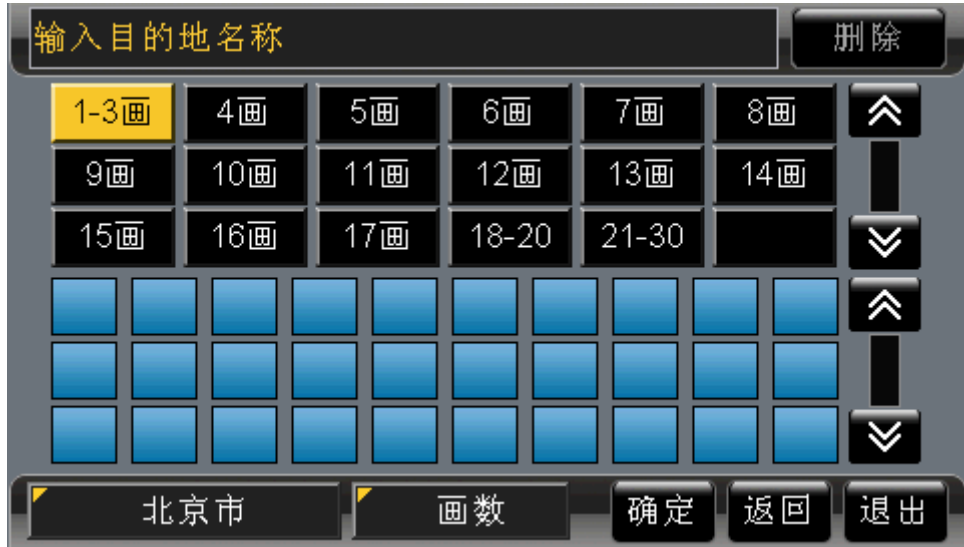 输入目的地名称 删除
1-3画 4画 5画 6画 7画 8画
9画 10画 11画 12画 13画 14画
15画 16画 17画 18-20 21-30
北京市 画数 确定 返回 退出